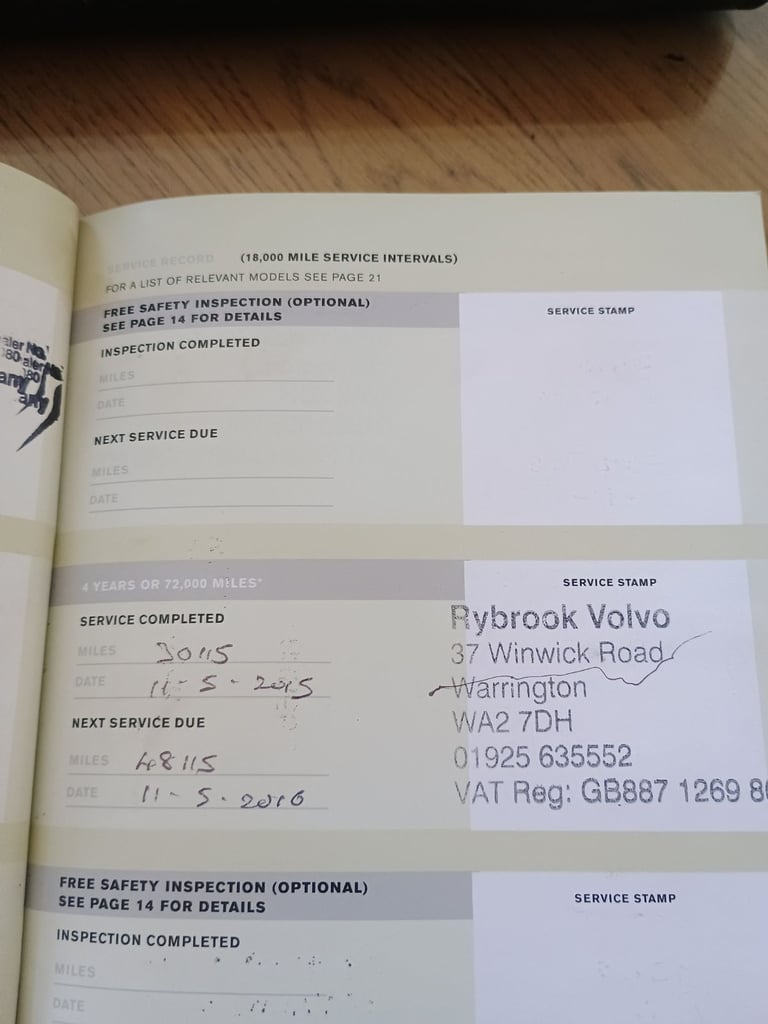 SERVICE RECORD (18,000 MILE SERVICE INTERVALS)
FOR A LIST OF RELEVANT MODELS SEE PAGE 21
FREE SAFETY INSPECTION (OPTIONAL)
SEE PAGE 14 FOR DETAILS
SERVICE STAMP
INSPECTION COMPLETED
MILES
DATE
NEXT SERVICE DUE
MILES
DATE
4 YEARS OR 72,000 MILES*
SERVICE STAMP
SERVICE COMPLETED
MILES 30115
DATE 11-5-2015
NEXT SERVICE DUE
MILES 48115
DATE 11-5-2016
Rybrook Volvo
37 Winwick Road
Warrington
WA2 7DH
01925 635552
VAT Reg: GB887 1269 8
FREE SAFETY INSPECTION (OPTIONAL)
SEE PAGE 14 FOR DETAILS
SERVICE STAMP
INSPECTION COMPLETED
MILES
DATE